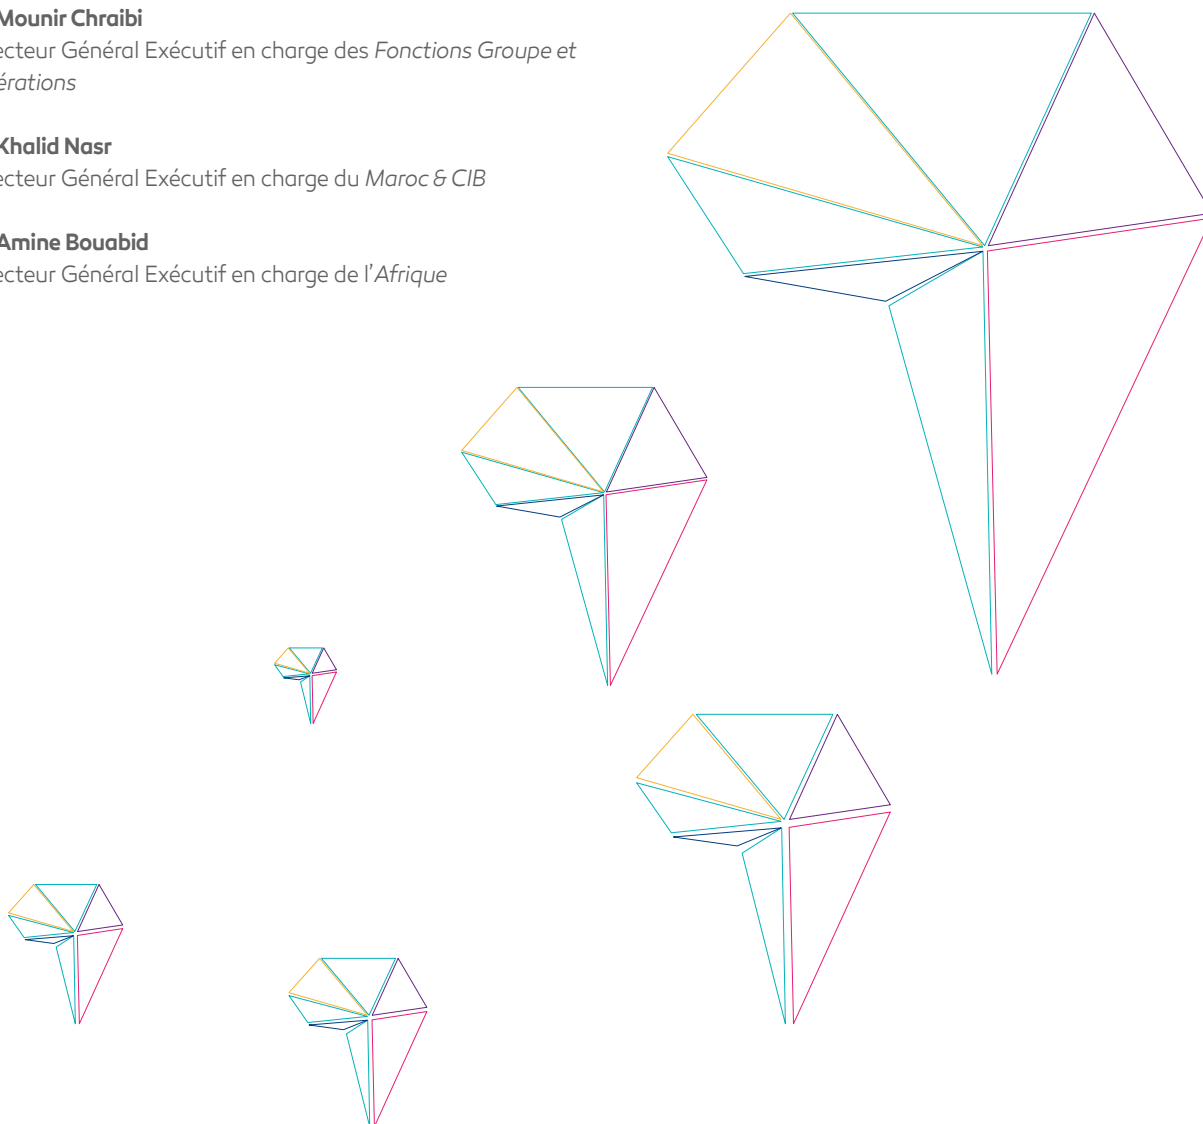 Mounir Chraibi
ecteur Général Exécutif en charge des Fonctions Groupe et
érations
Khalid Nasr
ecteur Général Exécutif en charge du Maroc & CIB
Amine Bouabid
ecteur Général Exécutif en charge de l'Afrique